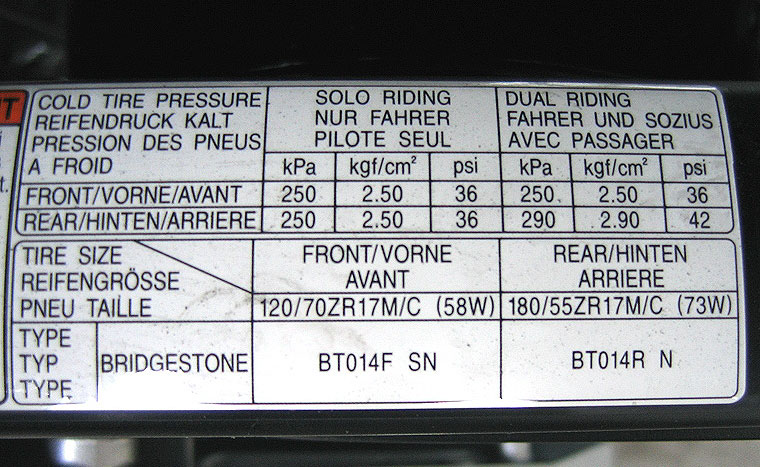 COLD TIRE PRESSURE
REIFENDRUCK KALT
PRESSION DES PNEUS
A FROID
SOLO RIDING
NUR FAHRER
PILOTE SEUL
DUAL RIDING
FAHRER UND SOZIUS
AVEC PASSAGER
kPa kgf/cm² psi kPa kgf/cm² psi
FRONT/VORNE/AVANT 250 2.50 36 250 2.50 36
REAR/HINTEN/ARRIERE 250 2.50 36 290 2.90 42
TIRE SIZE
REIFENGRÖSSE
PNEU TAILLE
FRONT/VORNE
AVANT
REAR/HINTEN
ARRIERE
120/70ZR17M/C (58W) 180/55ZR17M/C (73W)
TYPE
TYP
TYPE
BRIDGESTONE BT014F SN BT014R N